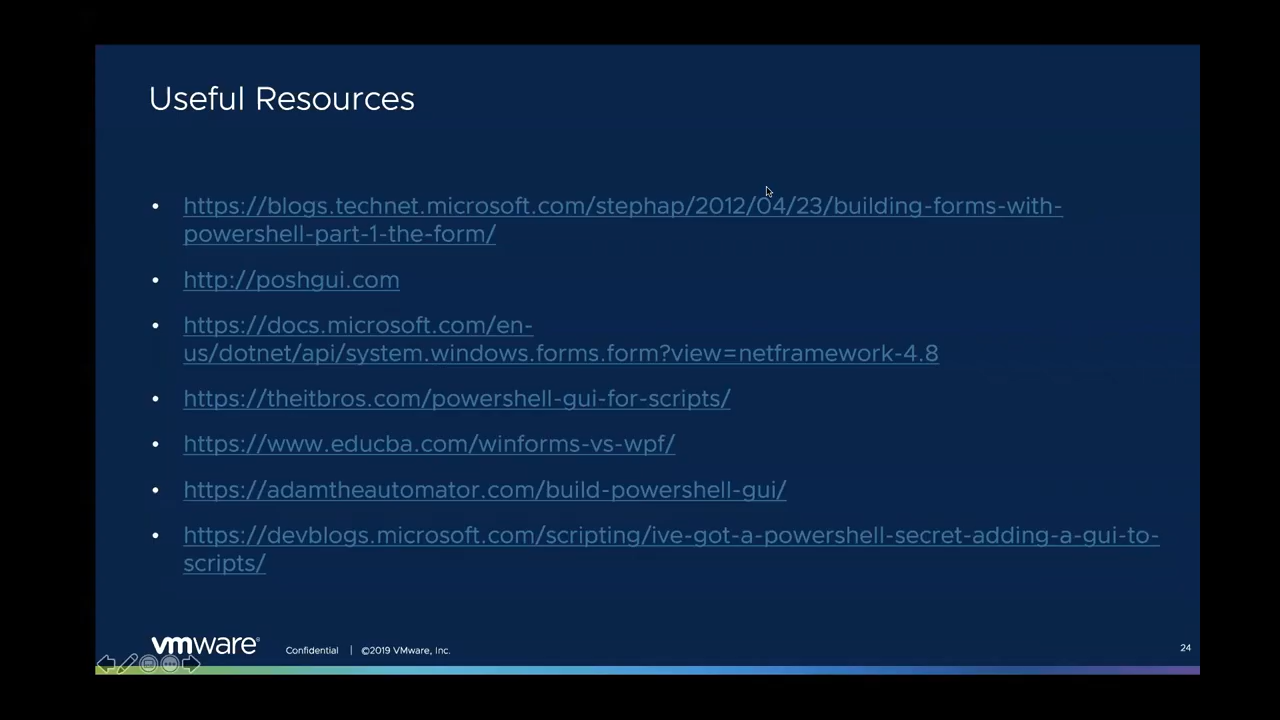 Useful Resources
• https://blogs.technet.microsoft.com/stephap/2012/04/23/building-forms-with-
powershell-part-1-the-form/
• http://poshgui.com
• https://docs.microsoft.com/en-
us/dotnet/api/system.windows.forms.form?view=netframework-4.8
• https://theitbros.com/powershell-gui-for-scripts/
• https://www.educba.com/winforms-vs-wpf/
• https://adamtheautomator.com/build-powershell-gui/
• https://devblogs.microsoft.com/scripting/ive-got-a-powershell-secret-adding-a-gui-to-
scripts/
vmware® Confidential | ©2019 VMware, Inc. 24